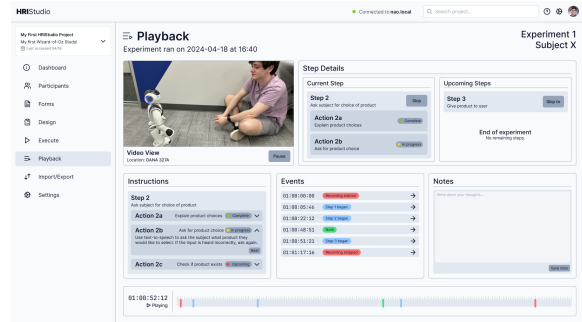 HRIStudio
Connected to nao.local
Search project...
My First HRIStudio Project
My first Wizard-of-Oz Study!
Last accessed 04/18
Dashboard
Participants
Forms
Design
Execute
Playback
Import/Export
Settings
Playback
Experiment ran on 2024-04-18 at 16:40
Experiment 1
Subject X
Video View
Location: DANA 327A
Pause
Step Details
Current Step
Step 2
Ask subject for choice of product
Stop
Action 2a
Explain product choices
Complete
Action 2b
Ask for product choice
In progress
Upcoming Steps
Step 3
Give product to user
Skip to
End of experiment
No remaining steps.
Instructions
Step 2
Ask subject for choice of product
Action 2a Explain product choices Complete
Action 2b Ask for product choice In progress
Use text-to-speech to ask the subject what product they
would like to select. If the input is heard incorrectly, ask again.
Next
Action 2c Check if product exists Upcoming
Events
01:00:00:00 Recording started
01:00:05:46 Step 1 began
01:00:22:12 Step 2 began
01:00:48:51 Note
01:00:51:21 Step 3 began
01:01:17:16 Recording stopped
Notes
Write down your thoughts...
Save note
01:00:52:12
Playing